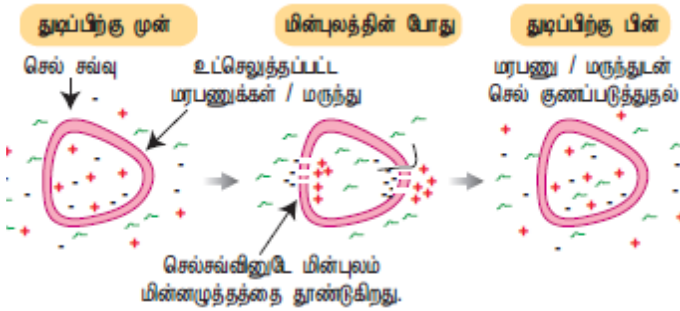 துடிப்பிற்கு முன்
மின்புலத்தின் போது
துடிப்பிற்கு பின்
செல் சவ்வு
உட்செலுத்தப்பட்ட
மரபணுக்கள் / மருந்து
மரபணு / மருந்துடன்
செல் குணப்படுத்துதல்
செல்சவ்வினுடே மின்புலம்
மின்னழுத்தத்தை தூண்டுகிறது.